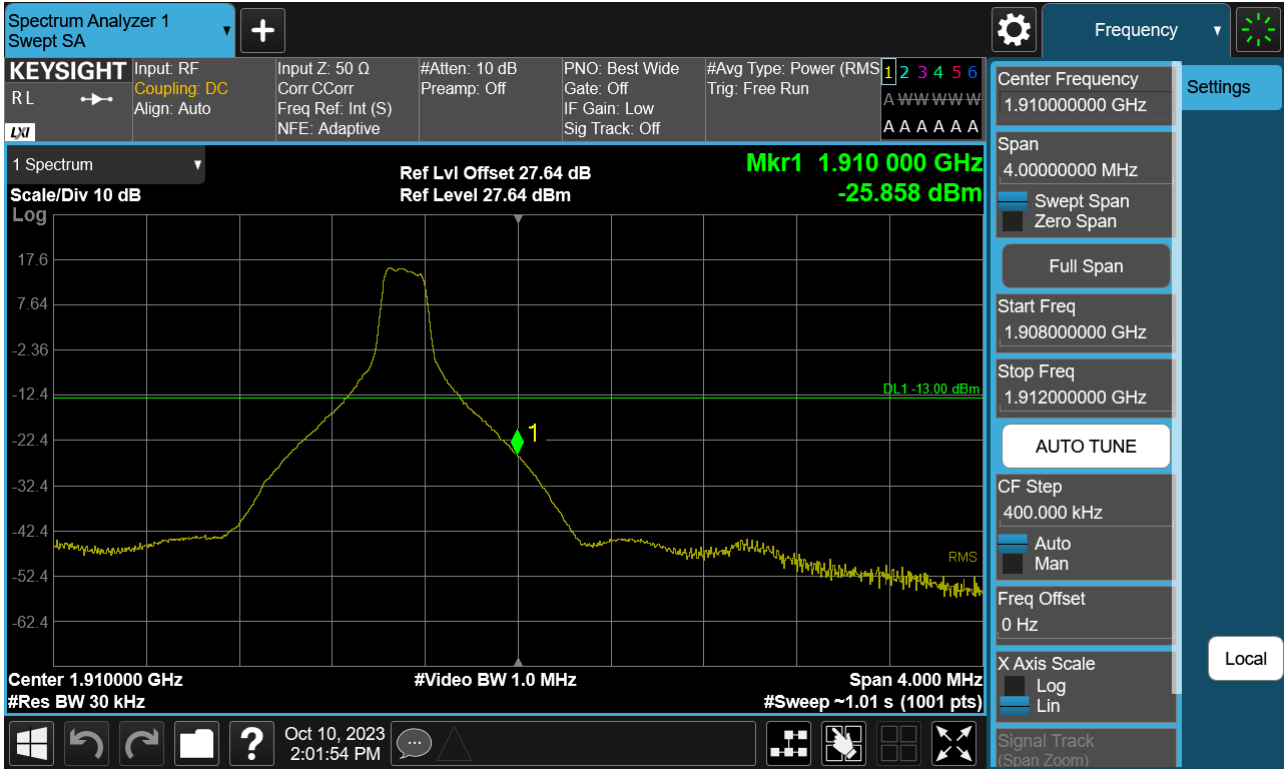 Spectrum Analyzer 1
Swept SA
Frequency
KEYSIGHT
R L
LXI
Input: RF
Coupling: DC
Align: Auto
Input Z: 50 Ω
Corr CCorr
Freq Ref: Int (S)
NFE: Adaptive
#Atten: 10 dB
Preamp: Off
PNO: Best Wide
Gate: Off
IF Gain: Low
Sig Track: Off
#Avg Type: Power (RMS
Trig: Free Run
1 2 3 4 5 6
A W W W W W
A A A A A A
1 Spectrum
Scale/Div 10 dB
Log
Ref Lvl Offset 27.64 dB
Ref Level 27.64 dBm
Mkr1 1.910 000 GHz
-25.858 dBm
17.6
7.64
-2.36
-12.4
-22.4
-32.4
-42.4
-52.4
-62.4
DL1 -13.00 dBm
1
RMS
Center 1.910000 GHz
#Res BW 30 kHz
#Video BW 1.0 MHz
Span 4.000 MHz
#Sweep ~1.01 s (1001 pts)
Center Frequency
1.910000000 GHz
Span
4.00000000 MHz
Swept Span
Zero Span
Full Span
Start Freq
1.908000000 GHz
Stop Freq
1.912000000 GHz
AUTO TUNE
CF Step
400.000 kHz
Auto
Man
Freq Offset
0 Hz
X Axis Scale
Log
Lin
Signal Track
(Span Zoom)
Settings
Local
?
Oct 10, 2023
2:01:54 PM